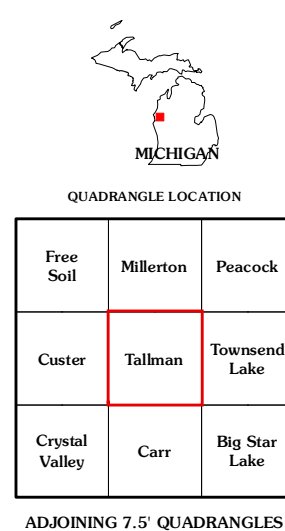 MICHIGAN
QUADRANGLE LOCATION
Free
Soil
Millerton
Peacock
Custer
Tallman
Townsend
Lake
Crystal
Valley
Carr
Big Star
Lake
ADJOINING 7.5' QUADRANGLES